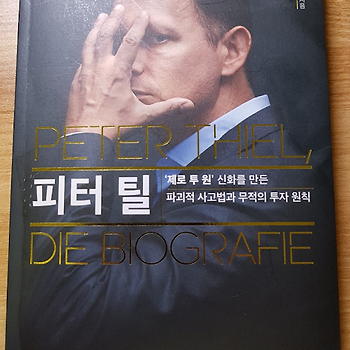 PETER THIEL,
'제로 투 원' 신화를 만든
피터 틸
파괴적 사고법과 무적의 투자 원칙
DIE BIOGRAFIE